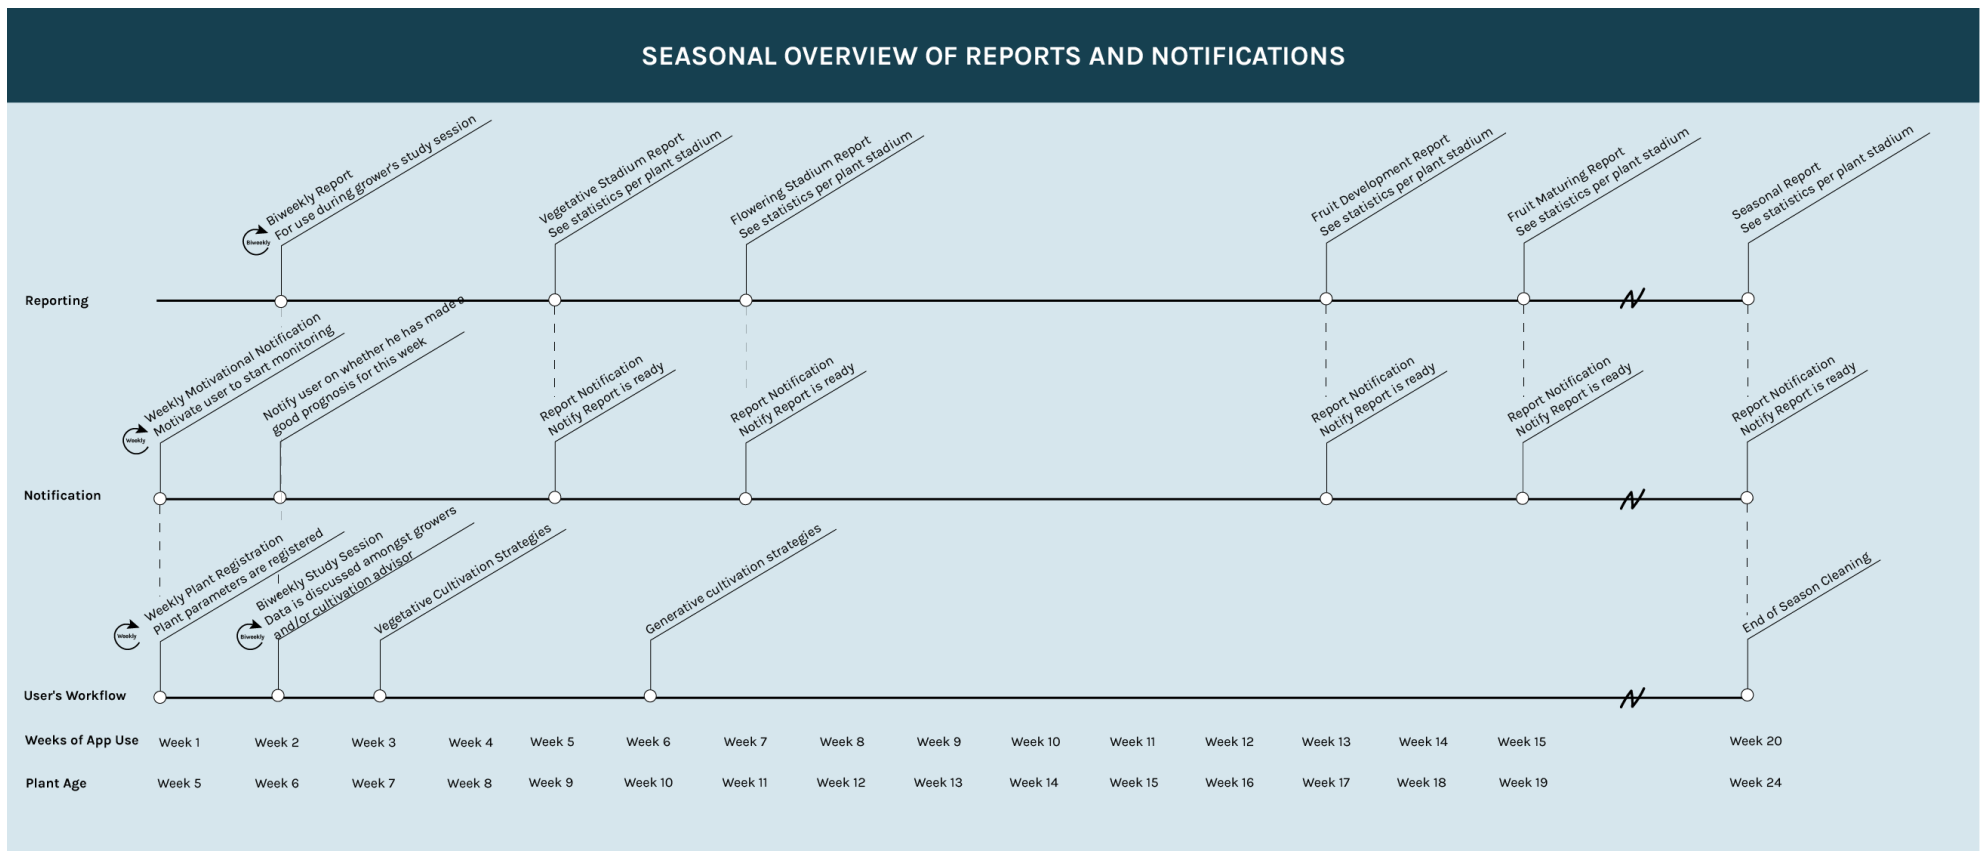 SEASONAL OVERVIEW OF REPORTS AND NOTIFICATIONS
Biweekly
Biweekly Report
For use during grower's study session
Vegetative Stadium Report
See statistics per plant stadium
Flowering Stadium Report
See statistics per plant stadium
Fruit Development Report
See statistics per plant stadium
Fruit Maturing Report
See statistics per plant stadium
Seasonal Report
See statistics per plant stadium
Reporting
Weekly
Weekly Motivational Notification
Motivate user to start monitoring
Notify user on whether he has made a
good prognosis for this week
Report Notification
Notify Report is ready
Report Notification
Notify Report is ready
Report Notification
Notify Report is ready
Report Notification
Notify Report is ready
Report Notification
Notify Report is ready
Notification
Weekly
Weekly Plant Registration
Plant parameters are registered
Biweekly
Biweekly Study Session
Data is discussed amongst growers
and/or cultivation advisor
Vegetative Cultivation Strategies
Generative cultivation strategies
End of Season Cleaning
User's Workflow
Weeks of App Use Week 1 Week 2 Week 3 Week 4 Week 5 Week 6 Week 7 Week 8 Week 9 Week 10 Week 11 Week 12 Week 13 Week 14 Week 15 Week 20
Plant Age Week 5 Week 6 Week 7 Week 8 Week 9 Week 10 Week 11 Week 12 Week 13 Week 14 Week 15 Week 16 Week 17 Week 18 Week 19 Week 24